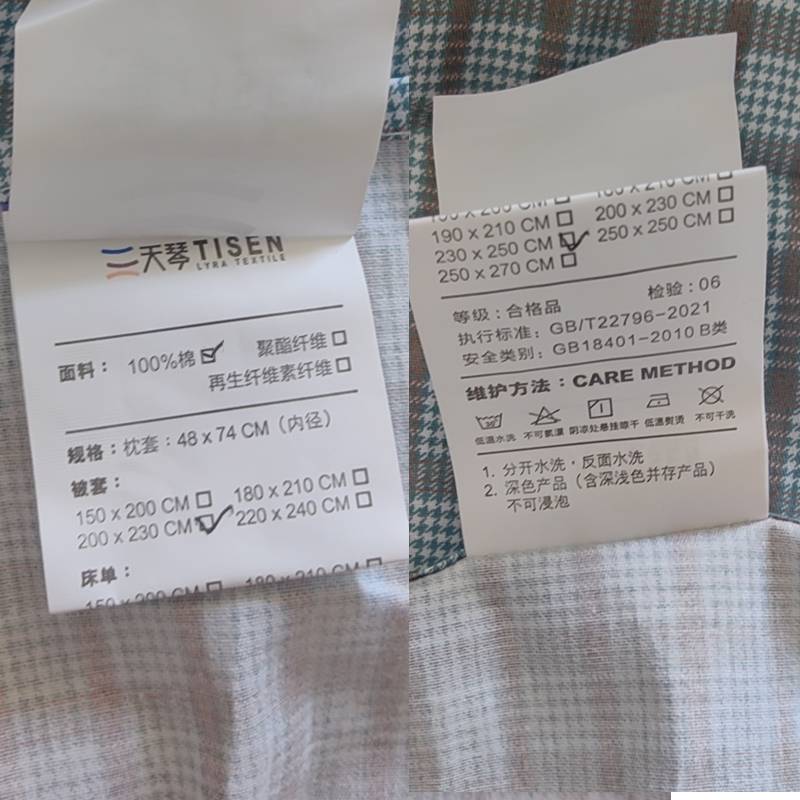 天琴TISEN
LYRA TEXTILE
面料： 100%棉 ☑ 聚酯纤维 □
再生纤维素纤维 □
规格：枕套：48 x 74 CM（内径）
被套：
150 x 200 CM □ 180 x 210 CM □
200 x 230 CM ☑ 220 x 240 CM □
床单：
150 x 200 CM □ 180 x 210 CM □
190 x 210 CM □ 200 x 230 CM □
230 x 250 CM ☑ 250 x 250 CM □
250 x 270 CM □
等级：合格品 检验：06
执行标准：GB/T22796-2021
安全类别：GB18401-2010 B类
维护方法：CARE METHOD
低温水洗 不可氯漂 阴凉处悬挂晾干 低温熨烫 不可干洗
1. 分开水洗·反面水洗
2. 深色产品（含深浅色并存产品）
不可浸泡